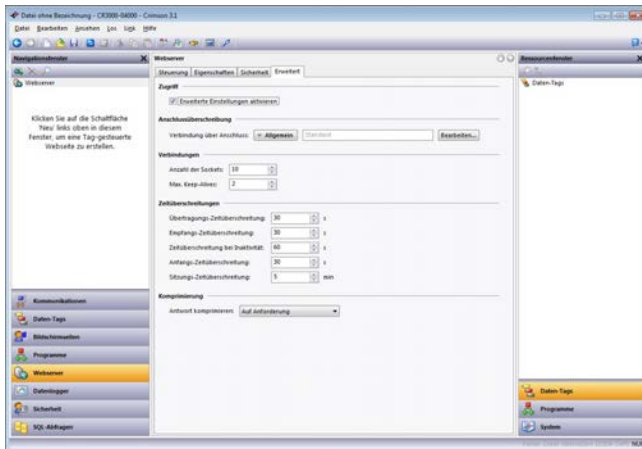 Datei ohne Bezeichnung - CR3000-04000 - Crimson 3.1
Datei Bearbeiten Ansehen Los Link Hilfe
Navigationsfenster
Webserver
Klicken Sie auf die Schaltfläche
'Neu' links oben in diesem
Fenster, um eine Tag-gesteuerte
Webseite zu erstellen.
Kommunikationen
Daten-Tags
Bildschirmseiten
Programme
Webserver
Datenlogger
Sicherheit
SQL-Abfragen
Webserver
Steuerung Eigenschaften Sicherheit Erweitert
Zugriff
Erweiterte Einstellungen aktivieren
Anschlussüberschreibung
Verbindung über Anschluss: Allgemein Standard Bearbeiten...
Verbindungen
Anzahl der Sockets: 10
Max. Keep-Alives: 2
Zeitüberschreitungen
Übertragungs-Zeitüberschreitung: 30 s
Empfangs-Zeitüberschreitung: 30 s
Zeitüberschreitung bei Inaktivität: 60 s
Anfangs-Zeitüberschreitung: 30 s
Sitzungs-Zeitüberschreitung: 5 min
Komprimierung
Antwort komprimieren: Auf Anforderung
Ressourcenfenster
Daten-Tags
Daten-Tags
Programme
System